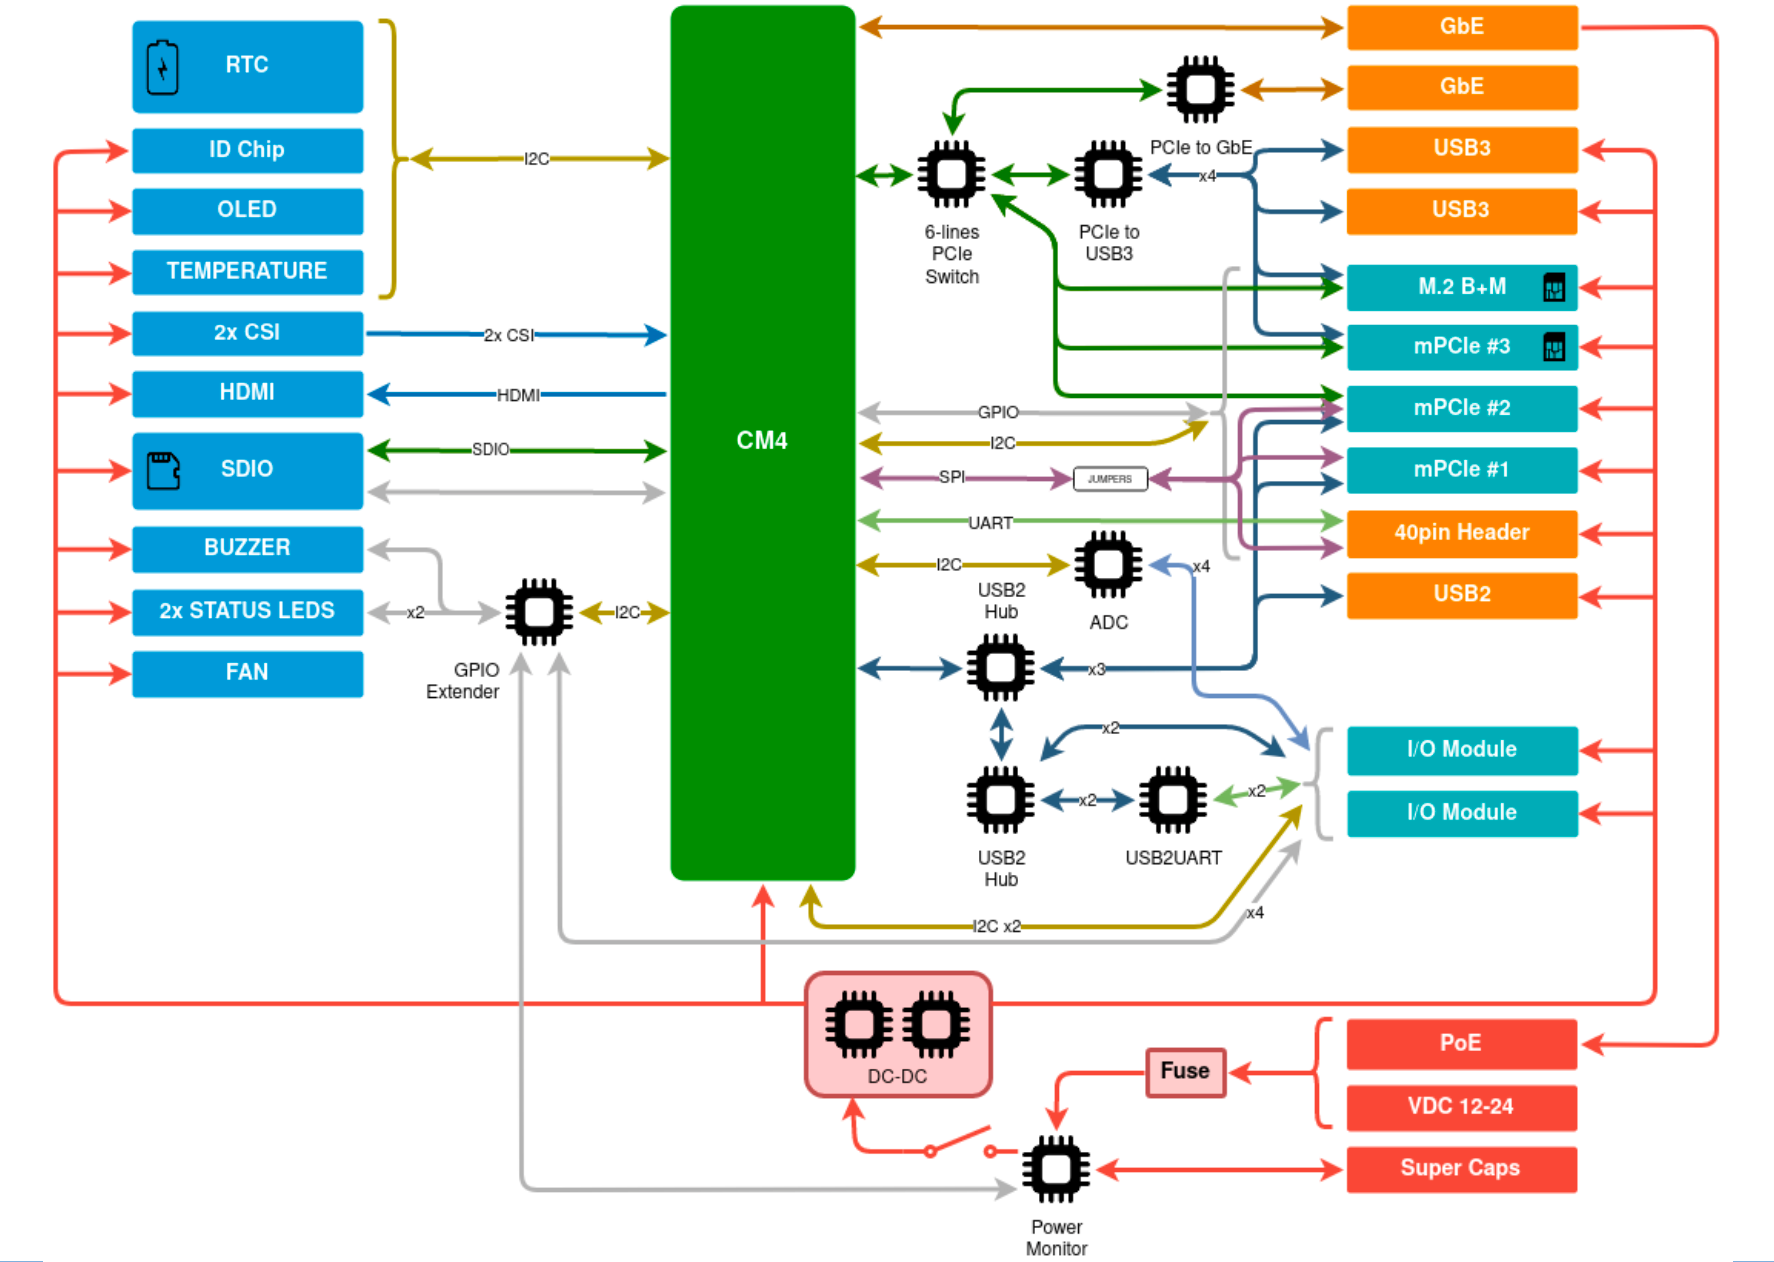 RTC
ID Chip
OLED
TEMPERATURE
2x CSI
HDMI
SDIO
BUZZER
2x STATUS LEDS
FAN
I2C
2x CSI
HDMI
SDIO
x2
I2C
GPIO
Extender
CM4
6-lines
PCIe
Switch
PCIe to
USB3
PCIe to GbE
x4
GPIO
I2C
SPI
JUMPERS
UART
I2C
ADC
x4
USB2
Hub
x3
x2
x2
x2
USB2
Hub
USB2UART
I2C x2
x4
GbE
GbE
USB3
USB3
M.2 B+M
mPCIe #3
mPCIe #2
mPCIe #1
40pin Header
USB2
I/O Module
I/O Module
DC-DC
Fuse
PoE
VDC 12-24
Super Caps
Power
Monitor